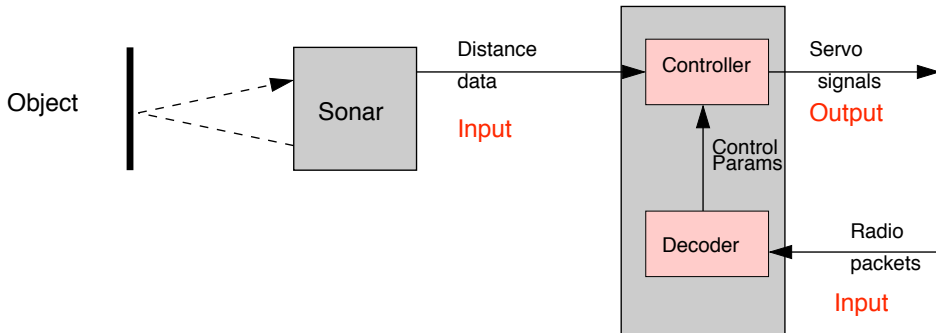 Object
Sonar
Distance
data
Input
Controller
Servo
signals
Output
Control
Params
Decoder
Radio
packets
Input